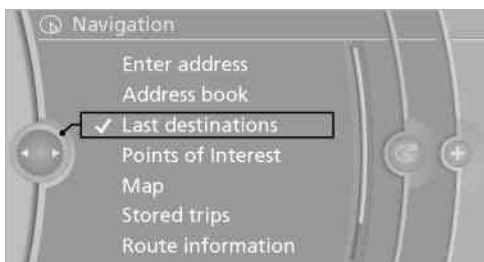 Navigation
Enter address
Address book
Last destinations
Points of Interest
Map
Stored trips
Route information